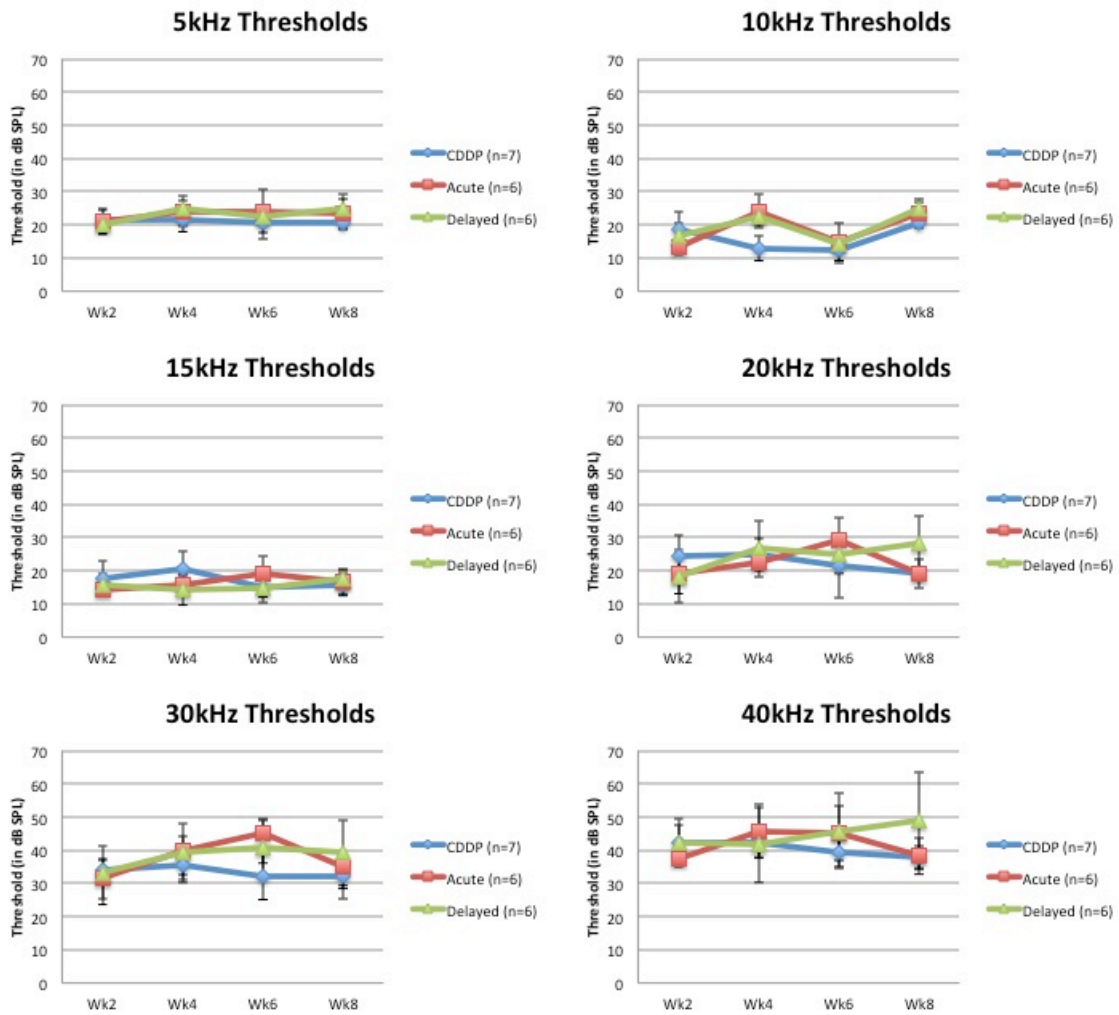 5kHz Thresholds
Threshold (in dB SPL)
70
60
50
40
30
20
10
0
Wk2 Wk4 Wk6 Wk8
CDDP (n=7)
Acute (n=6)
Delayed (n=6)
10kHz Thresholds
Threshold (in dB SPL)
70
60
50
40
30
20
10
0
Wk2 Wk4 Wk6 Wk8
CDDP (n=7)
Acute (n=6)
Delayed (n=6)
15kHz Thresholds
Threshold (in dB SPL)
70
60
50
40
30
20
10
0
Wk2 Wk4 Wk6 Wk8
CDDP (n=7)
Acute (n=6)
Delayed (n=6)
20kHz Thresholds
Threshold (in dB SPL)
70
60
50
40
30
20
10
0
Wk2 Wk4 Wk6 Wk8
CDDP (n=7)
Acute (n=6)
Delayed (n=6)
30kHz Thresholds
Threshold (in dB SPL)
70
60
50
40
30
20
10
0
Wk2 Wk4 Wk6 Wk8
CDDP (n=7)
Acute (n=6)
Delayed (n=6)
40kHz Thresholds
Threshold (in dB SPL)
70
60
50
40
30
20
10
0
Wk2 Wk4 Wk6 Wk8
CDDP (n=7)
Acute (n=6)
Delayed (n=6)